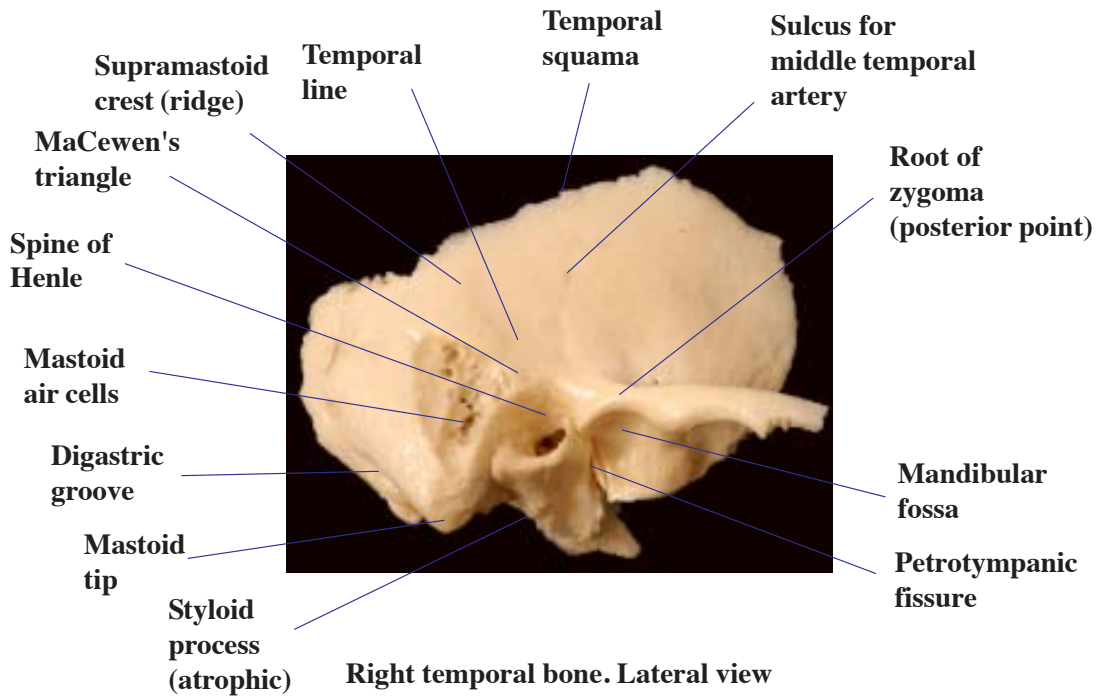 Temporal
squama
Sulcus for
middle temporal
artery
Temporal
line
Supramastoid
crest (ridge)
MaCewen's
triangle
Root of
zygoma
(posterior point)
Spine of
Henle
Mastoid
air cells
Digastric
groove
Mandibular
fossa
Mastoid
tip
Petrotympanic
fissure
Styloid
process
(atrophic)
Right temporal bone. Lateral view